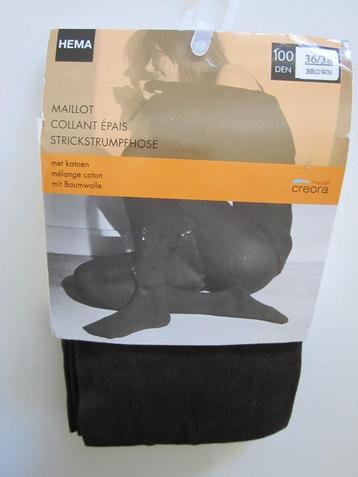 HEMA
100
DEN
36/38
BROWN
MAILLOT
COLLANT ÉPAIS
STRICKSTRUMPFHOSE
met katoen
mélange coton
mit Baumwolle
creora